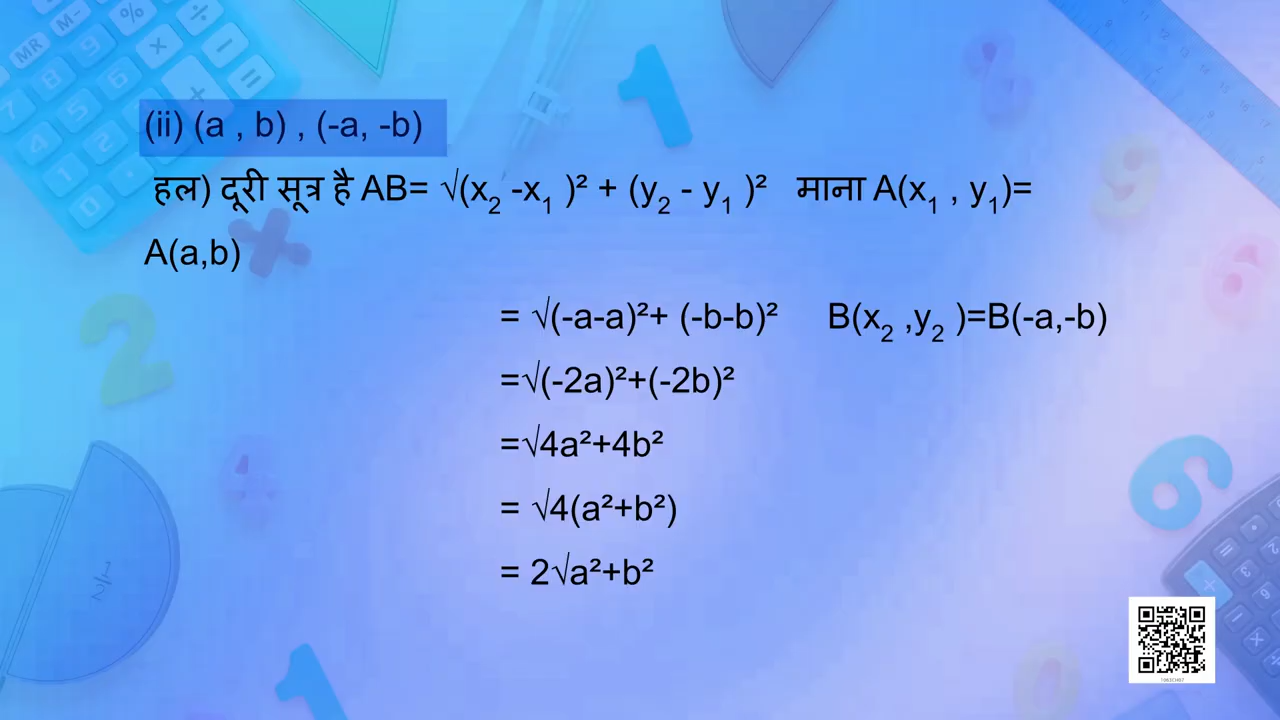 (ii) (a , b) , (-a, -b)
हल) दूरी सूत्र है AB= √(x₂ -x₁ )² + (y₂ - y₁ )² माना A(x₁ , y₁)=
A(a,b)
= √(-a-a)²+ (-b-b)² B(x₂ ,y₂ )=B(-a,-b)
=√(-2a)²+(-2b)²
=√4a²+4b²
= √4(a²+b²)
= 2√a²+b²